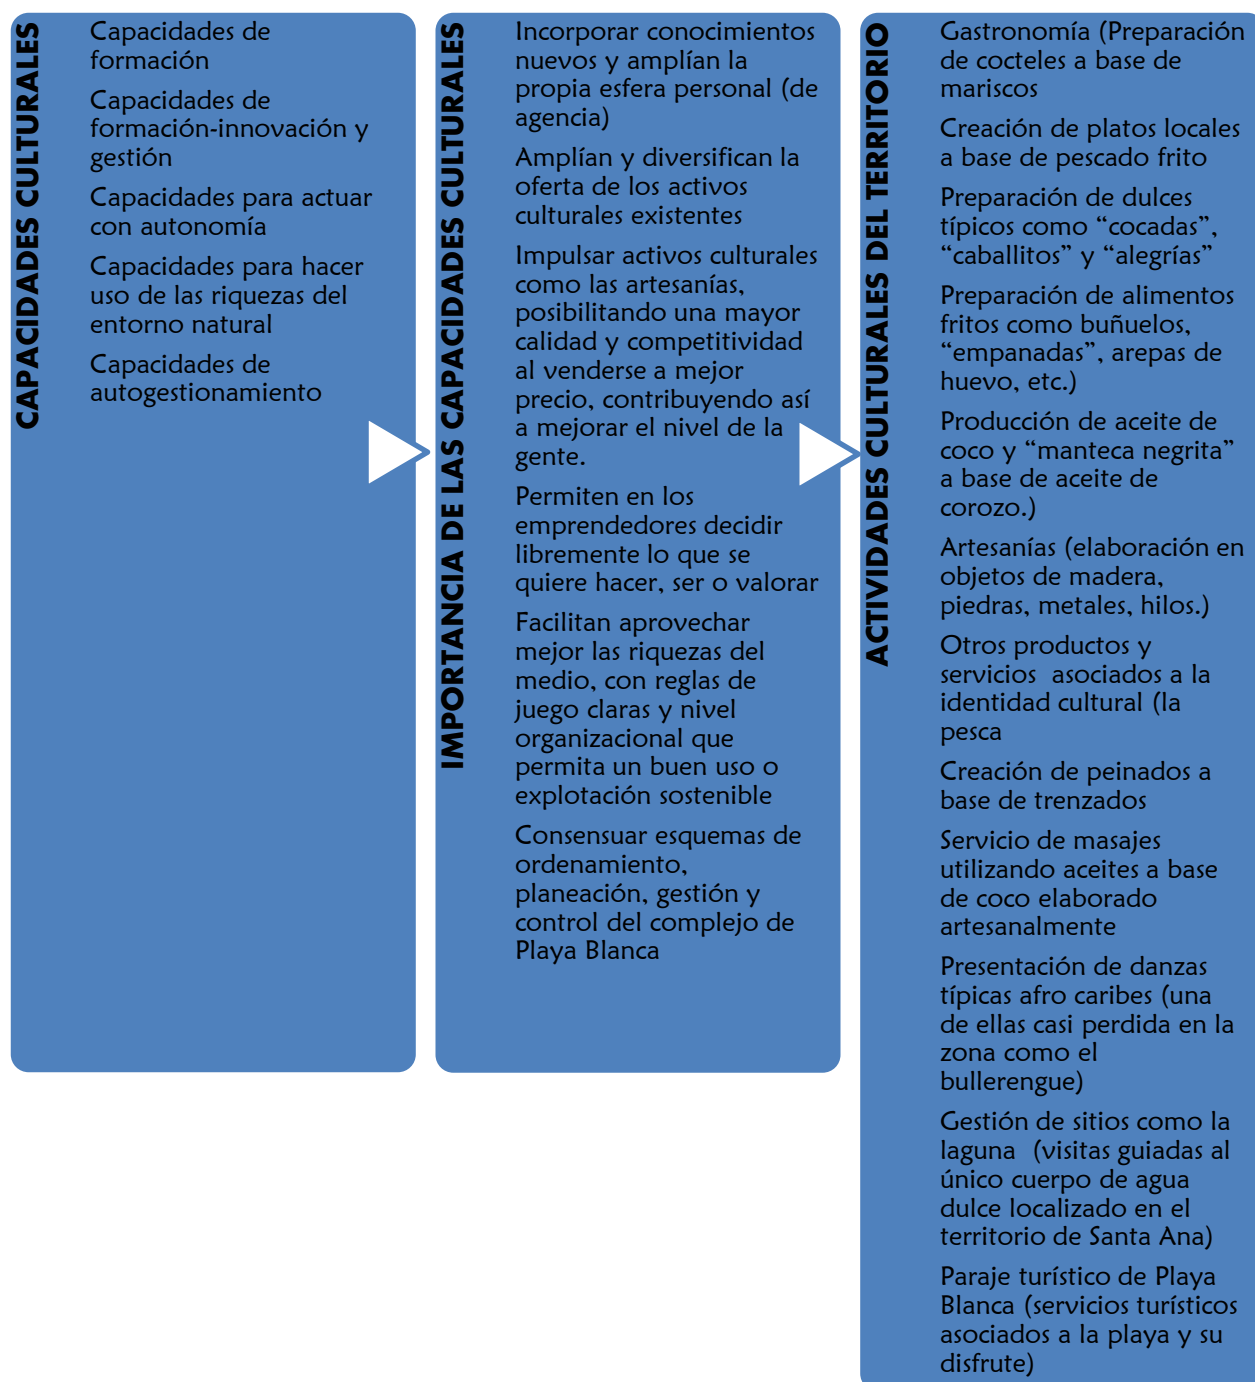 CAPACIDADES CULTURALES
Capacidades de
formación
Capacidades de
formación-innovación y
gestión
Capacidades para actuar
con autonomía
Capacidades para hacer
uso de las riquezas del
entorno natural
Capacidades de
autogestionamiento
IMPORTANCIA DE LAS CAPACIDADES CULTURALES
Incorporar conocimientos
nuevos y amplían la
propia esfera personal (de
agencia)
Amplían y diversifican la
oferta de los activos
culturales existentes
Impulsar activos culturales
como las artesanías,
posibilitando una mayor
calidad y competitividad
al venderse a mejor
precio, contribuyendo así
a mejorar el nivel de la
gente.
Permiten en los
emprendedores decidir
libremente lo que se
quiere hacer, ser o valorar
Facilitan aprovechar
mejor las riquezas del
medio, con reglas de
juego claras y nivel
organizacional que
permita un buen uso o
explotación sostenible
Consensuar esquemas de
ordenamiento,
planeación, gestión y
control del complejo de
Playa Blanca
ACTIVIDADES CULTURALES DEL TERRITORIO
Gastronomía (Preparación
de cocteles a base de
mariscos
Creación de platos locales
a base de pescado frito
Preparación de dulces
típicos como “cocadas”,
“caballitos” y “alegrías”
Preparación de alimentos
fritos como buñuelos,
“empanadas”, arepas de
huevo, etc.)
Producción de aceite de
coco y “manteca negrita”
a base de aceite de
corozo.)
Artesanías (elaboración en
objetos de madera,
piedras, metales, hilos.)
Otros productos y
servicios  asociados a la
identidad cultural (la
pesca
Creación de peinados a
base de trenzados
Servicio de masajes
utilizando aceites a base
de coco elaborado
artesanalmente
Presentación de danzas
típicas afro caribes (una
de ellas casi perdida en la
zona como el
bullerengue)
Gestión de sitios como la
laguna  (visitas guiadas al
único cuerpo de agua
dulce localizado en el
territorio de Santa Ana)
Paraje turístico de Playa
Blanca (servicios turísticos
asociados a la playa y su
disfrute)